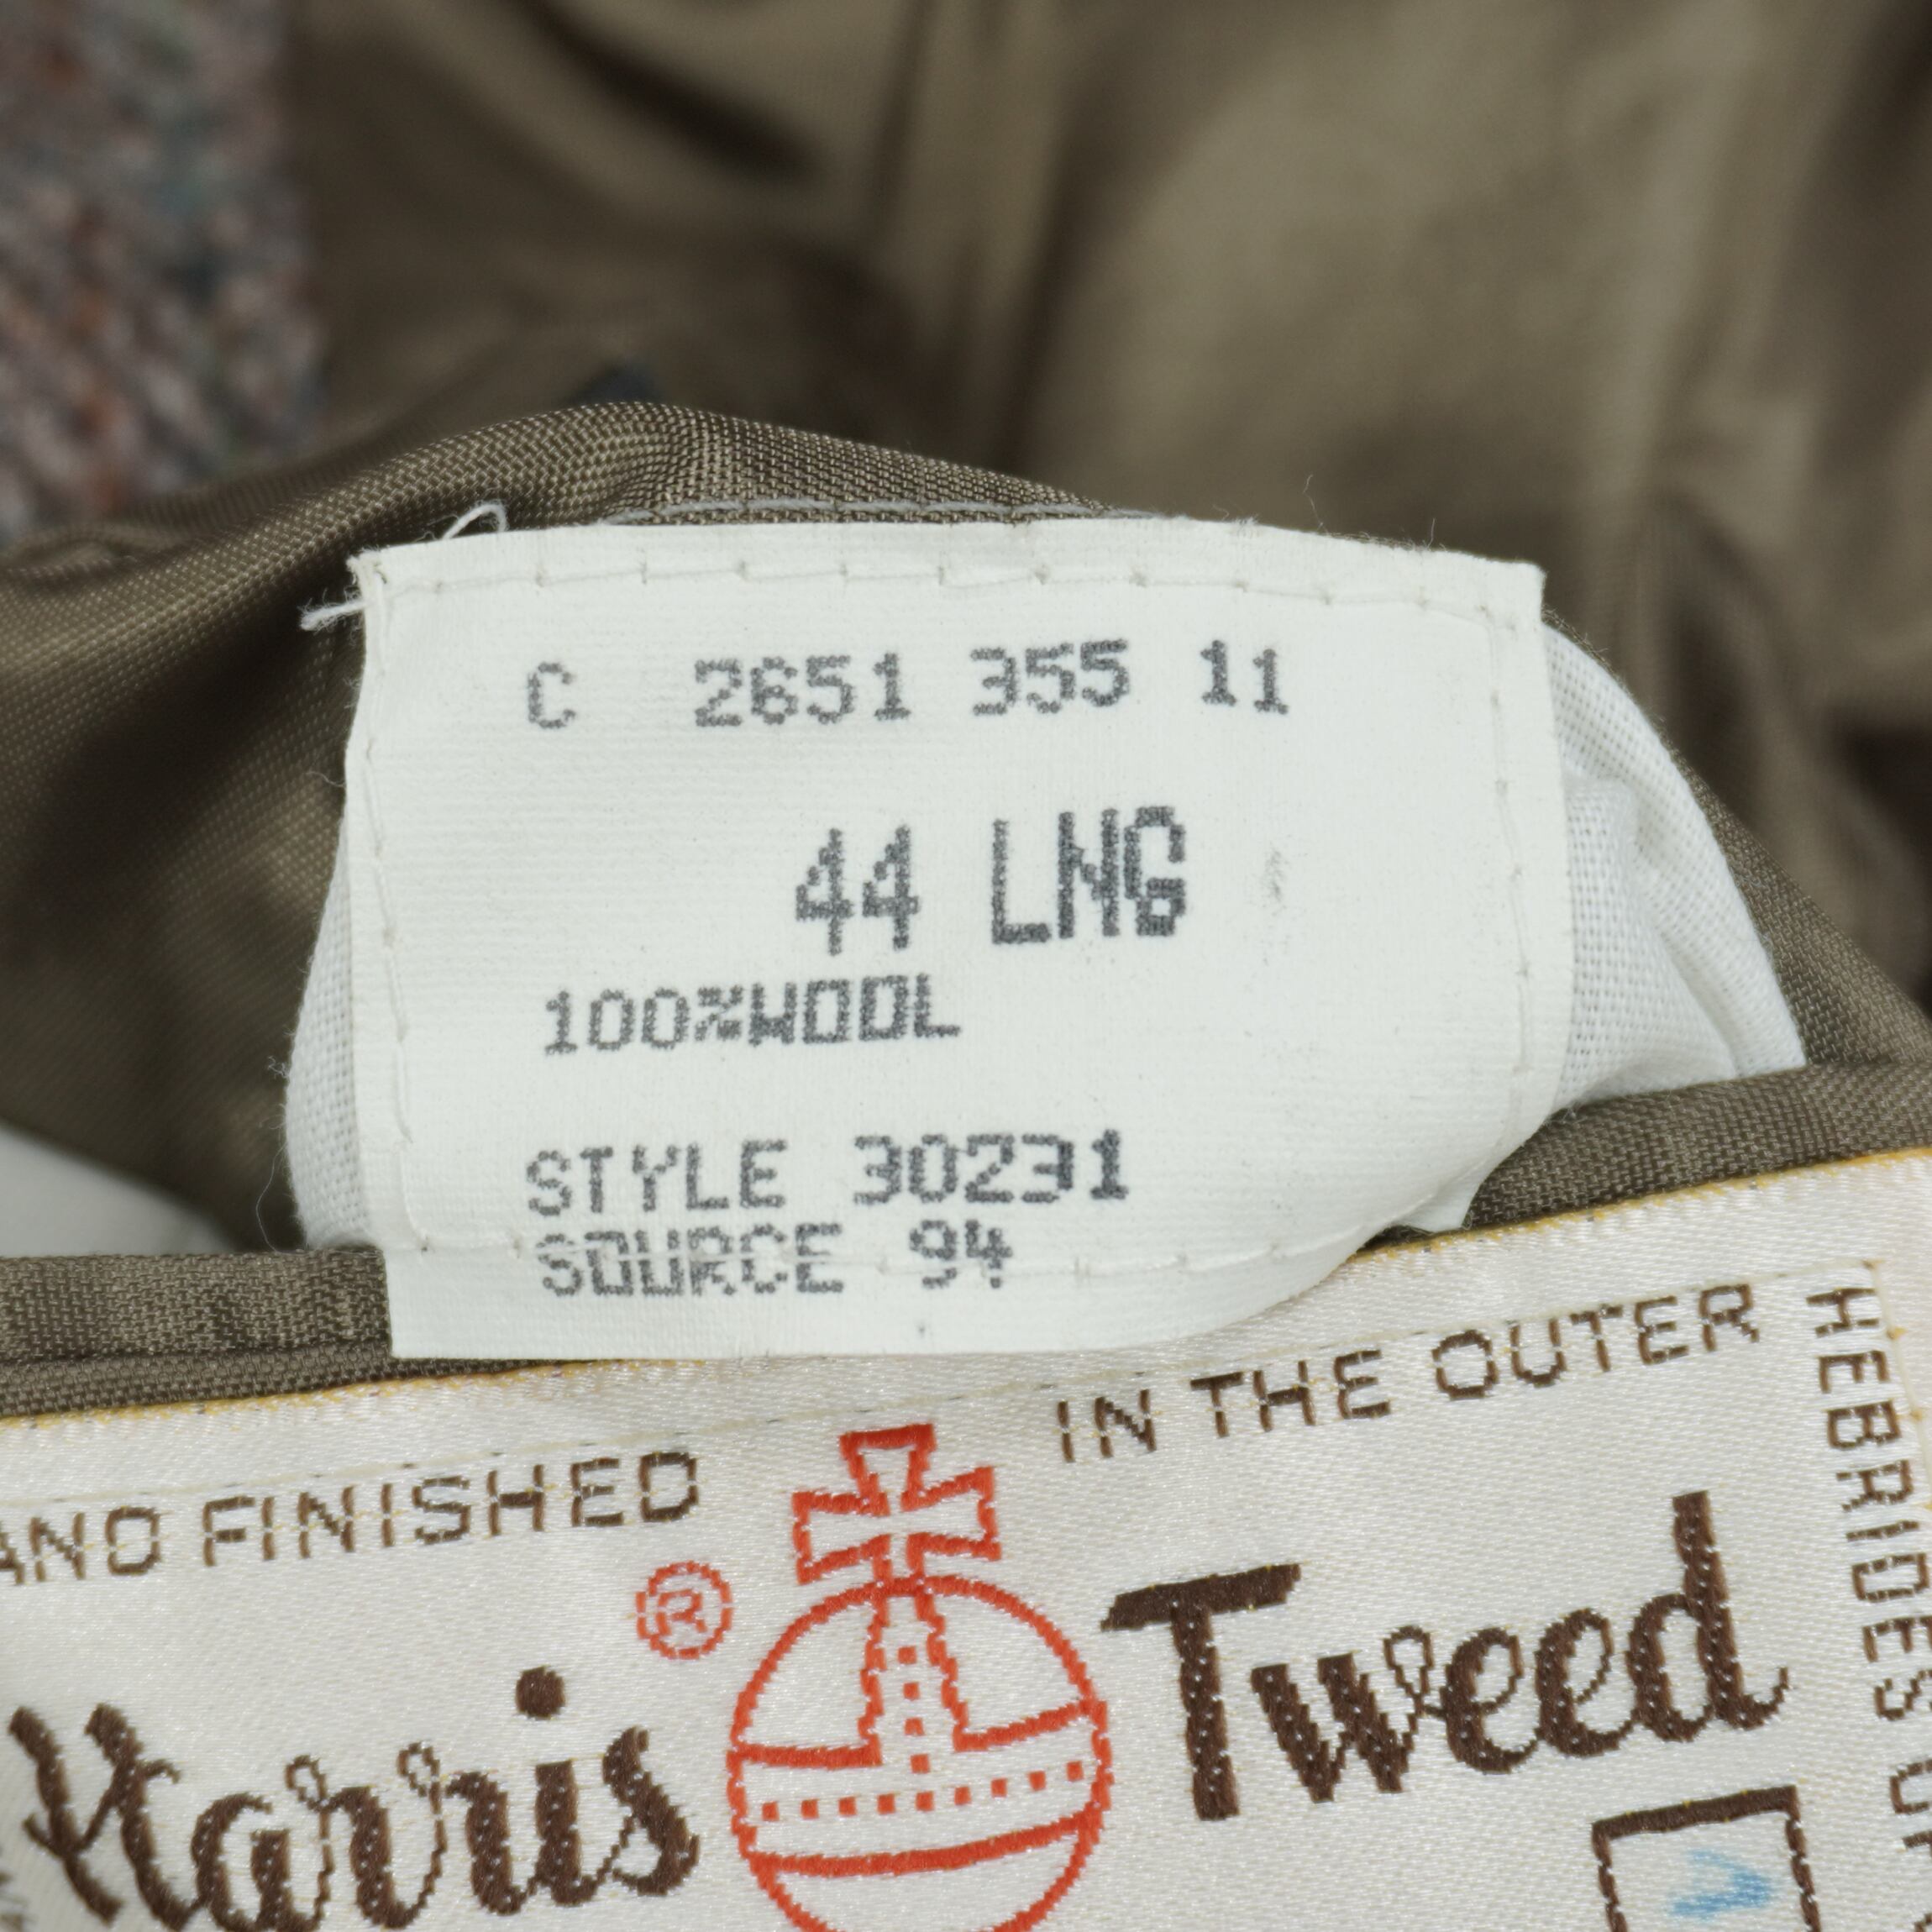 C 2651 355 11
44 LNG
100%WOOL
STYLE 30231
SOURCE 94
AND FINISHED IN THE OUTER
HEBRIDES
®
Harris Tweed